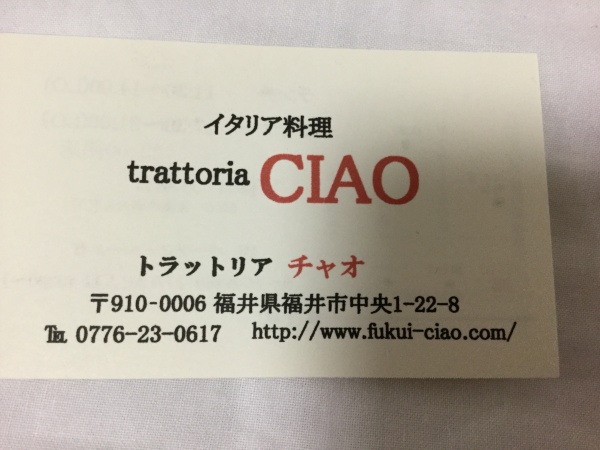 イタリア料理
trattoria CIAO
トラットリア チャオ
〒910-0006 福井県福井市中央1-22-8
℡ 0776-23-0617 http://www.fukui-ciao.com/